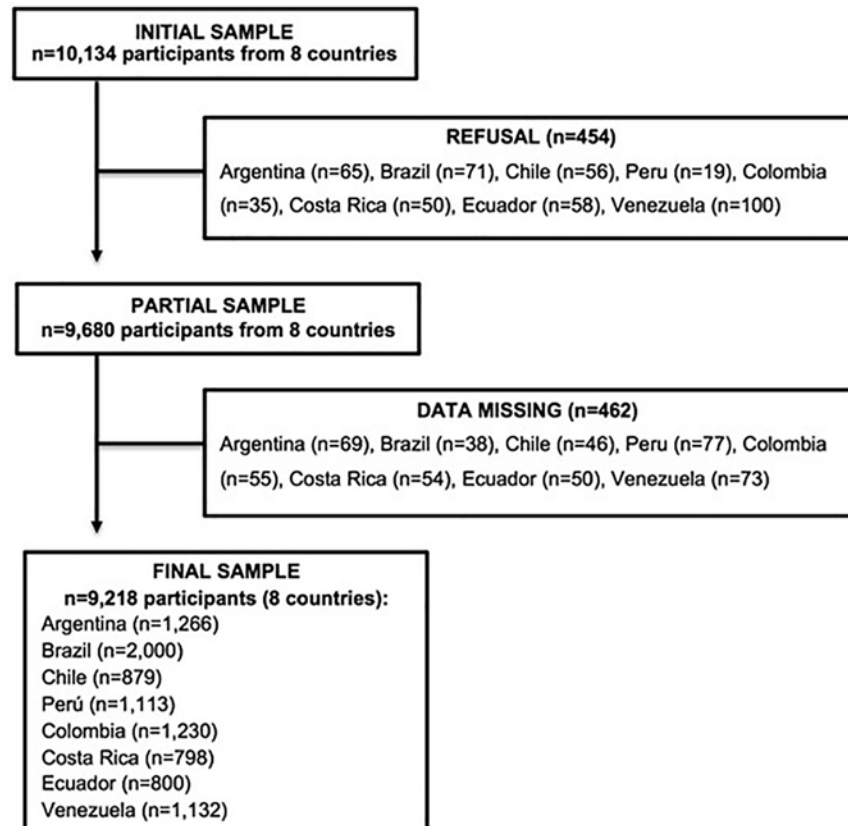 INITIAL SAMPLE
n=10,134 participants from 8 countries
REFUSAL (n=454)
Argentina (n=65), Brazil (n=71), Chile (n=56), Peru (n=19), Colombia
(n=35), Costa Rica (n=50), Ecuador (n=58), Venezuela (n=100)
PARTIAL SAMPLE
n=9,680 participants from 8 countries
DATA MISSING (n=462)
Argentina (n=69), Brazil (n=38), Chile (n=46), Peru (n=77), Colombia
(n=55), Costa Rica (n=54), Ecuador (n=50), Venezuela (n=73)
FINAL SAMPLE
n=9,218 participants (8 countries):
Argentina (n=1,266)
Brazil (n=2,000)
Chile (n=879)
Perú (n=1,113)
Colombia (n=1,230)
Costa Rica (n=798)
Ecuador (n=800)
Venezuela (n=1,132)